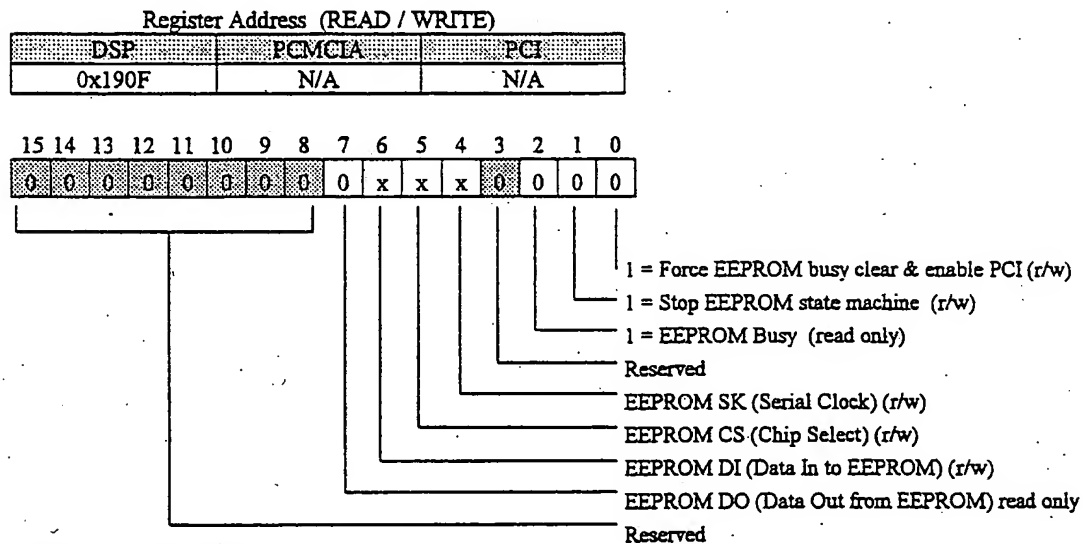 Register Address (READ / WRITE)
DSP PCMCIA PCI
0x190F N/A N/A
15 14 13 12 11 10 9 8 7 6 5 4 3 2 1 0
0 0 0 0 0 0 0 0 0 x x x 0 0 0 0
1 = Force EEPROM busy clear & enable PCI (r/w)
1 = Stop EEPROM state machine (r/w)
1 = EEPROM Busy (read only)
Reserved
EEPROM SK (Serial Clock) (r/w)
EEPROM CS (Chip Select) (r/w)
EEPROM DI (Data In to EEPROM) (r/w)
EEPROM DO (Data Out from EEPROM) read only
Reserved